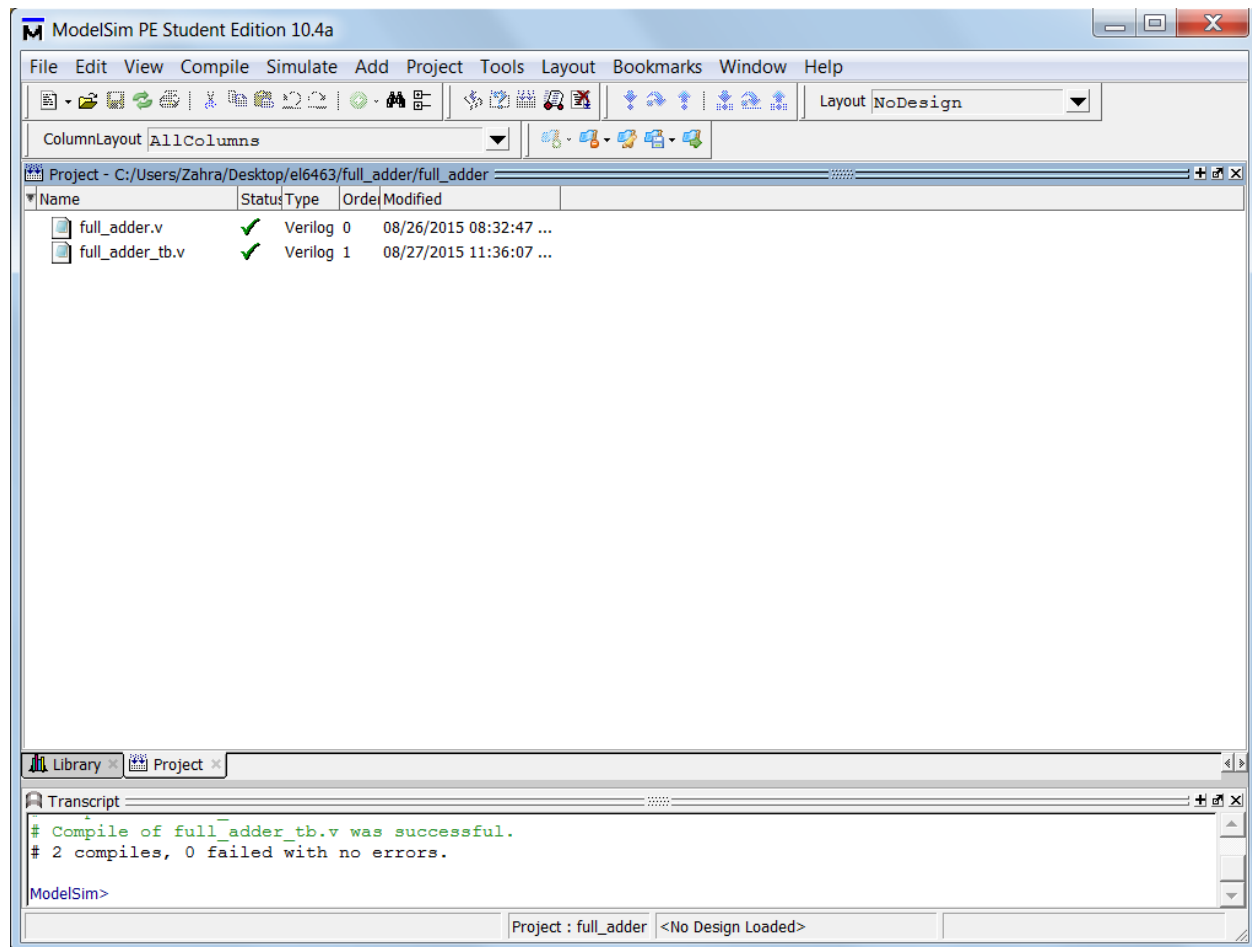 ModelSim PE Student Edition 10.4a
File Edit View Compile Simulate Add Project Tools Layout Bookmarks Window Help
Layout NoDesign
ColumnLayout AllColumns
Project - C:/Users/Zahra/Desktop/el6463/full_adder/full_adder
Name Status Type Order Modified
full_adder.v Verilog 0 08/26/2015 08:32:47 ...
full_adder_tb.v Verilog 1 08/27/2015 11:36:07 ...
Library Project
Transcript
# Compile of full_adder_tb.v was successful.
# 2 compiles, 0 failed with no errors.
ModelSim>
Project : full_adder <No Design Loaded>